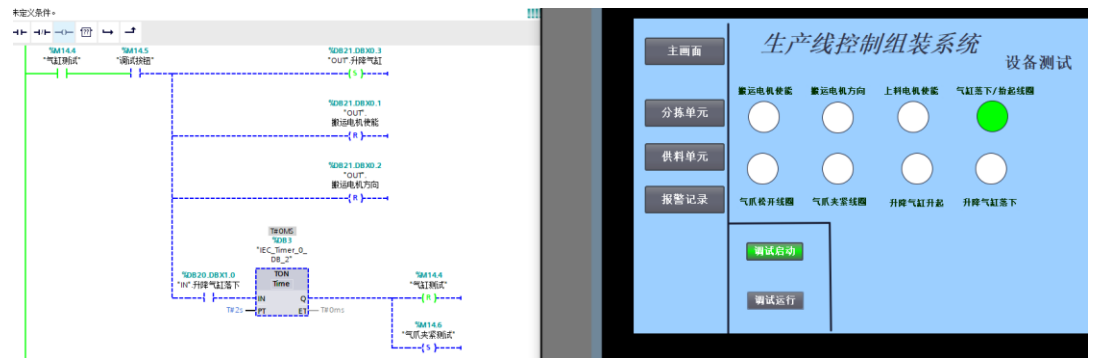 未定义条件。
%M14.4
"气缸测试"
%M14.5
"调试按钮"
%DB21.DBX0.3
"OUT".升降气缸
S
%DB21.DBX0.1
"OUT".
搬运电机使能
R
%DB21.DBX0.2
"OUT".
搬运电机方向
R
T#0MS
%DB3
"IEC_Timer_0_
DB_2"
%DB20.DBX1.0
"IN".升降气缸落下
TON
Time
IN
Q
T#2s
PT
ET
T#0ms
%M14.4
"气缸测试"
R
%M14.6
"气爪夹紧测试"
S
生产线控制组装系统
设备测试
主画面
分拣单元
供料单元
报警记录
搬运电机使能
搬运电机方向
上料电机使能
气缸落下/抬起线圈
气爪松开线圈
气爪夹紧线圈
升降气缸升起
升降气缸落下
调试启动
调试运行